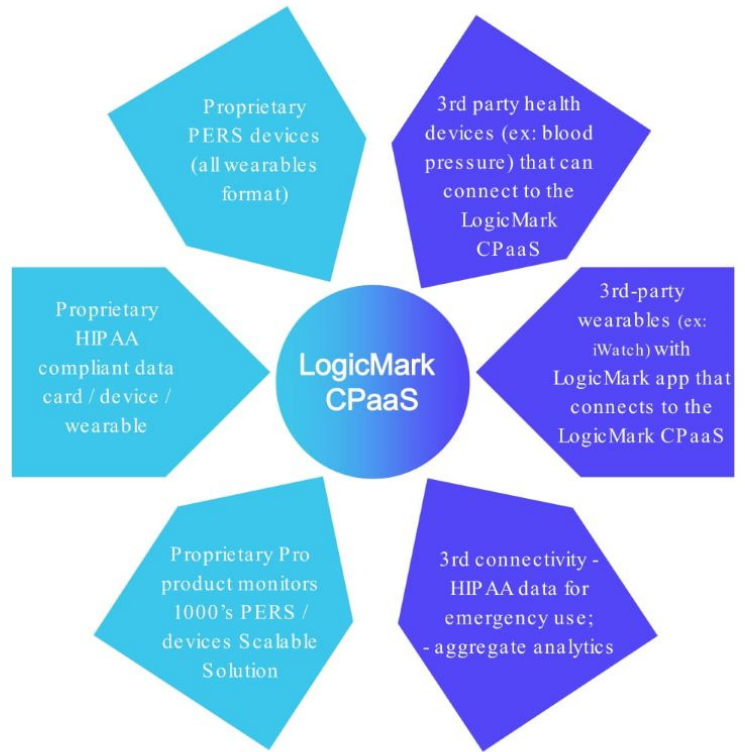 Proprietary
PERS devices
(all wearables
format)
3rd party health
devices (ex: blood
pressure) that can
connect to the
LogicMark
CPaaS
Proprietary
HIPAA
compliant data
card / device /
wearable
LogicMark
CPaaS
3rd-party
wearables (ex:
iWatch) with
LogicMark app that
connects to the
LogicMark CPaaS
Proprietary Pro
product monitors
1000's PERS /
devices Scalable
Solution
3rd connectivity -
HIPAA data for
emergency use;
- aggregate analytics